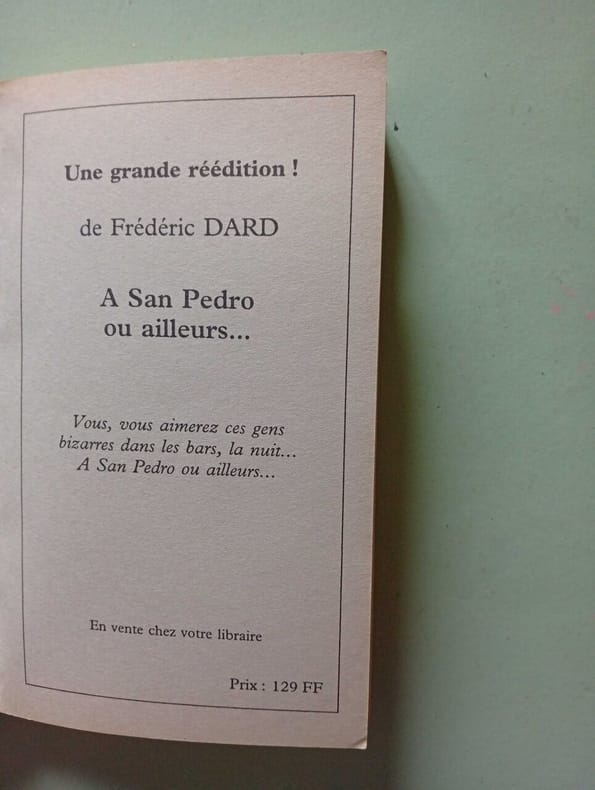 Une grande réédition !
de Frédéric DARD
A San Pedro
ou ailleurs...
Vous, vous aimerez ces gens
bizarres dans les bars, la nuit...
A San Pedro ou ailleurs...
En vente chez votre libraire
Prix : 129 FF